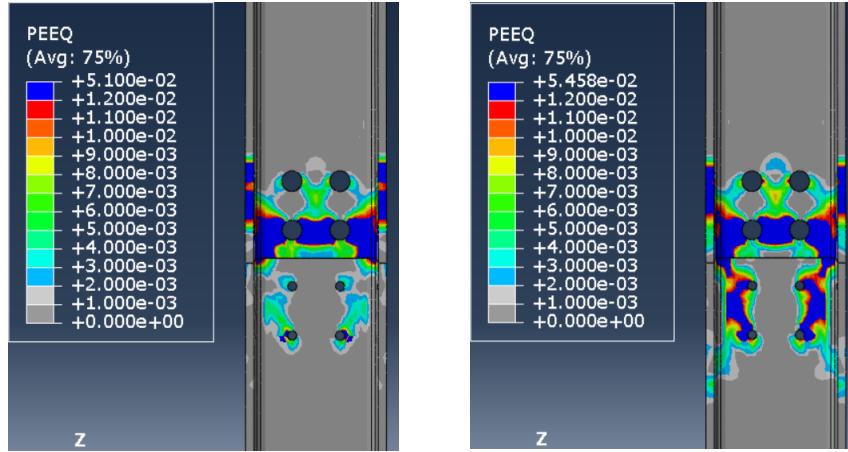 PEEQ
(Avg: 75%)
+5.100e-02
+1.200e-02
+1.100e-02
+1.000e-02
+9.000e-03
+8.000e-03
+7.000e-03
+6.000e-03
+5.000e-03
+4.000e-03
+3.000e-03
+2.000e-03
+1.000e-03
+0.000e+00
Z
PEEQ
(Avg: 75%)
+5.458e-02
+1.200e-02
+1.100e-02
+1.000e-02
+9.000e-03
+8.000e-03
+7.000e-03
+6.000e-03
+5.000e-03
+4.000e-03
+3.000e-03
+2.000e-03
+1.000e-03
+0.000e+00
Z